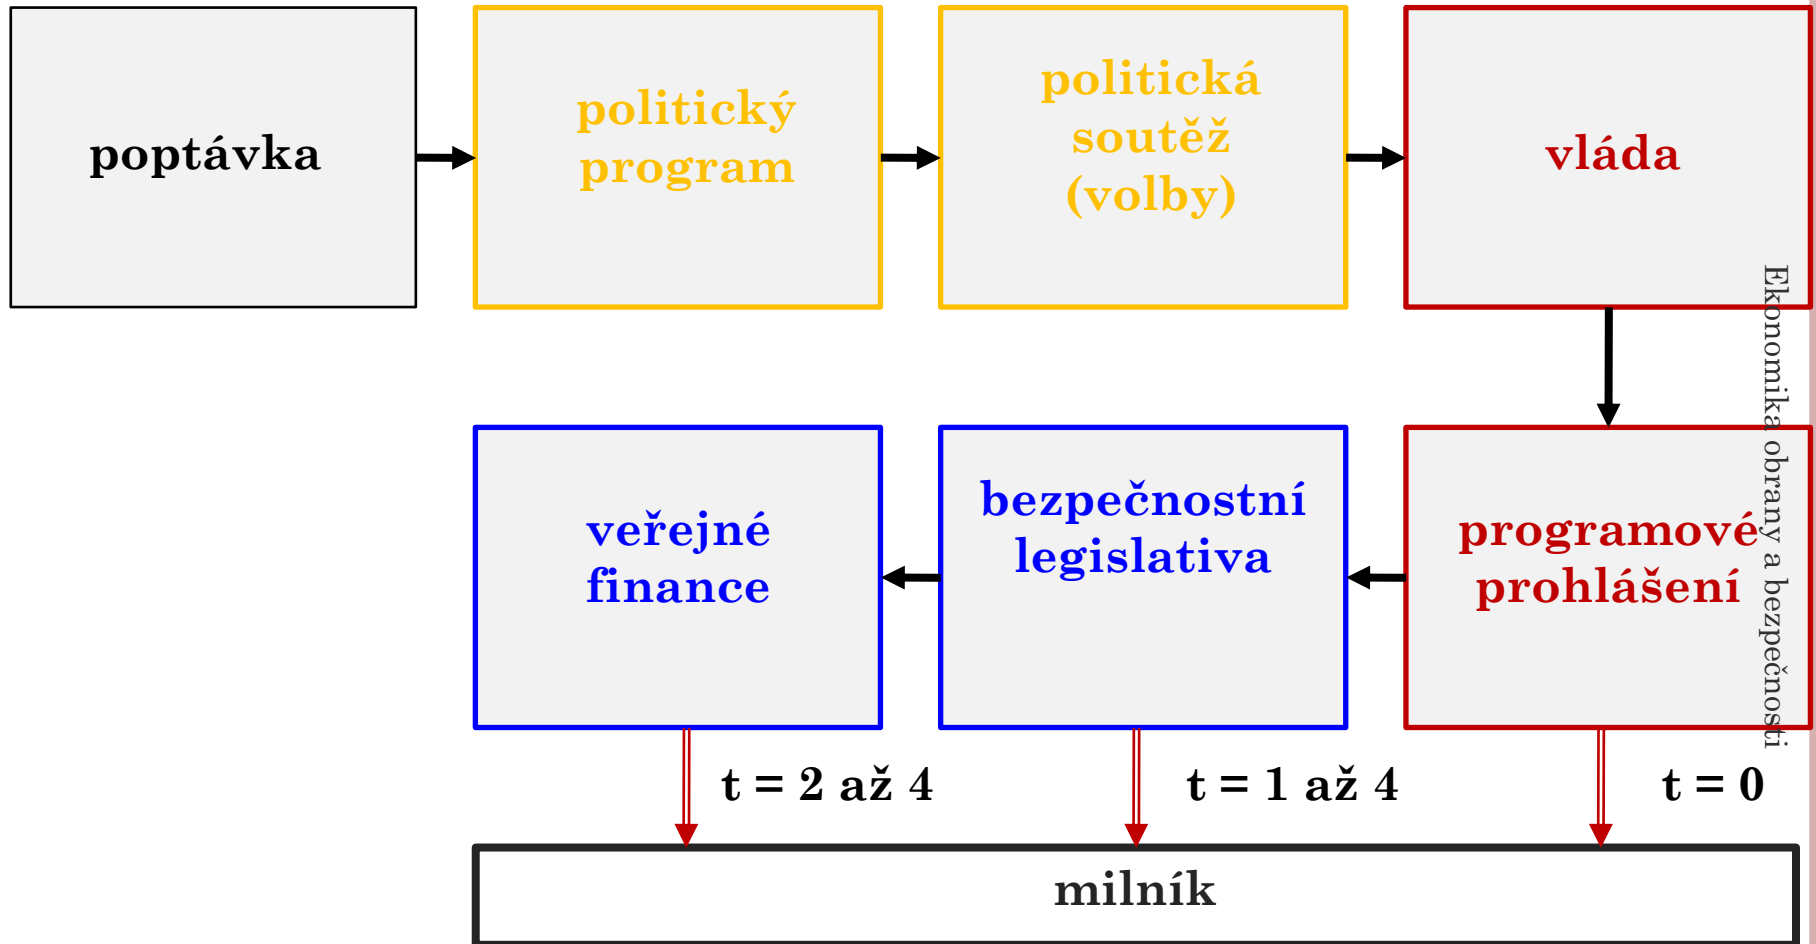 poptávka
politický
program
politická
soutěž
(volby)
vláda
Ekonomika obrany a bezpečnosti
veřejné
finance
bezpečnostní
legislativa
programové
prohlášení
t = 2 až 4
t = 1 až 4
t = 0
milník